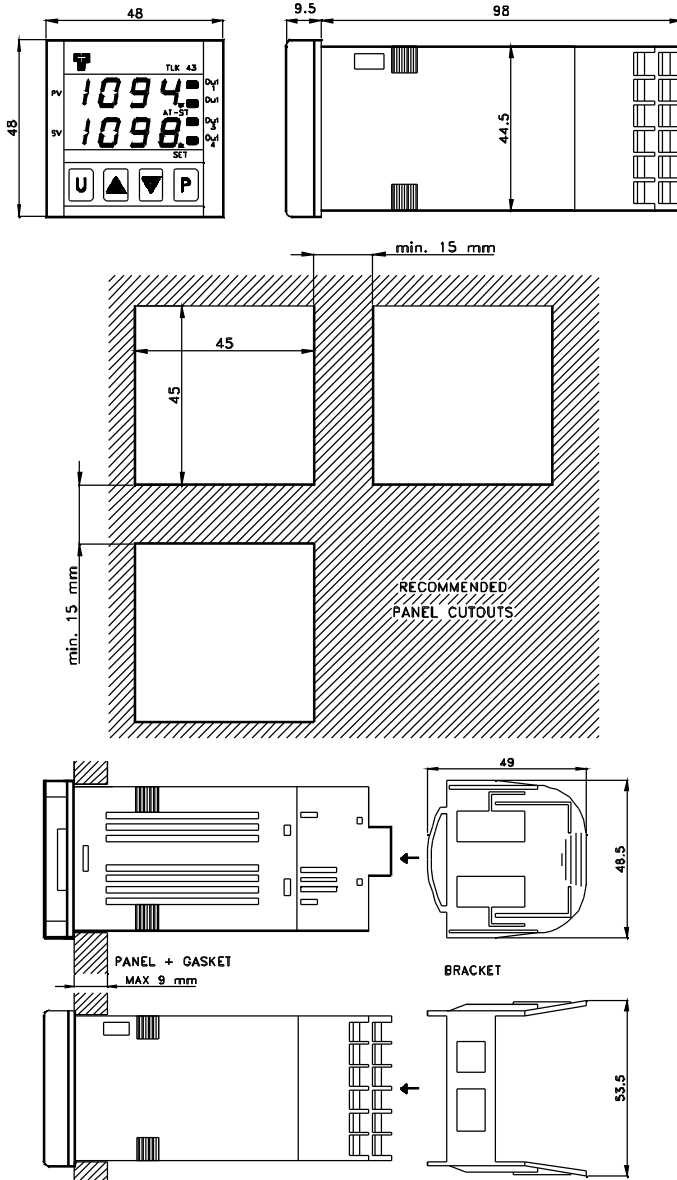 48
9.5
98
48
TLK 43
PV
1094
Out 1
Out
AT-ST
SV
1098
Out 3
Out 4
SET
U
P
44.5
min. 15 mm
45
45
min. 15 mm
RECOMMENDED
PANEL CUTOUTS
49
48.5
PANEL + GASKET
MAX 9 mm
BRACKET
53.5